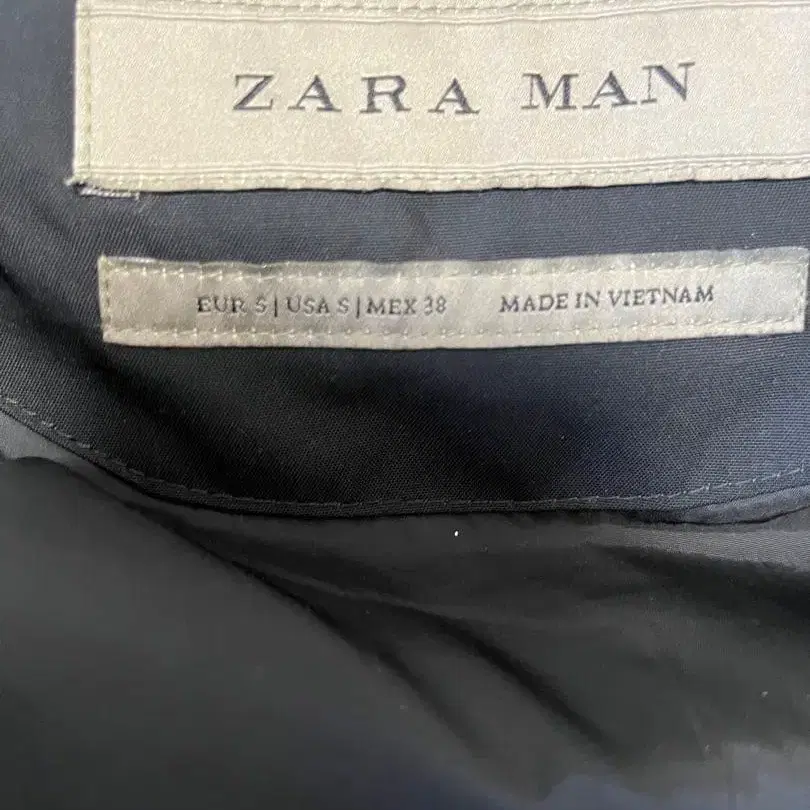 ZARA MAN
EUR S | USA S | MEX 38 MADE IN VIETNAM